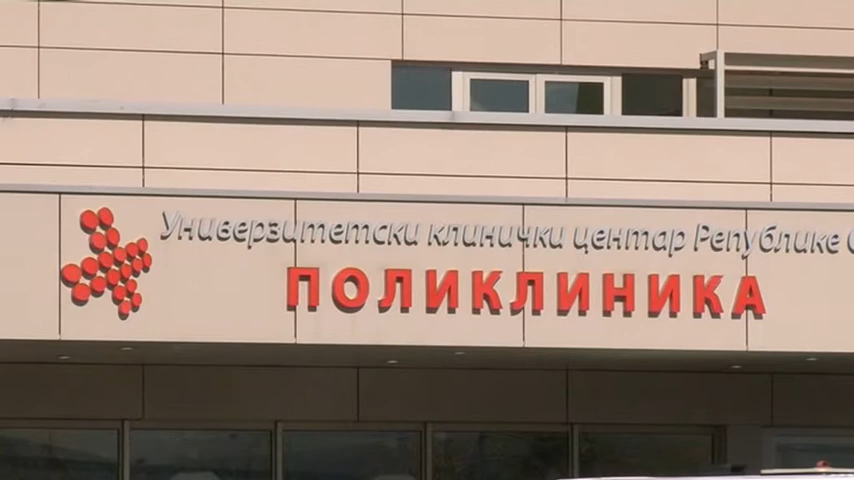 Универзитетски клинички центар Републике
ПОЛИКЛИНИКА